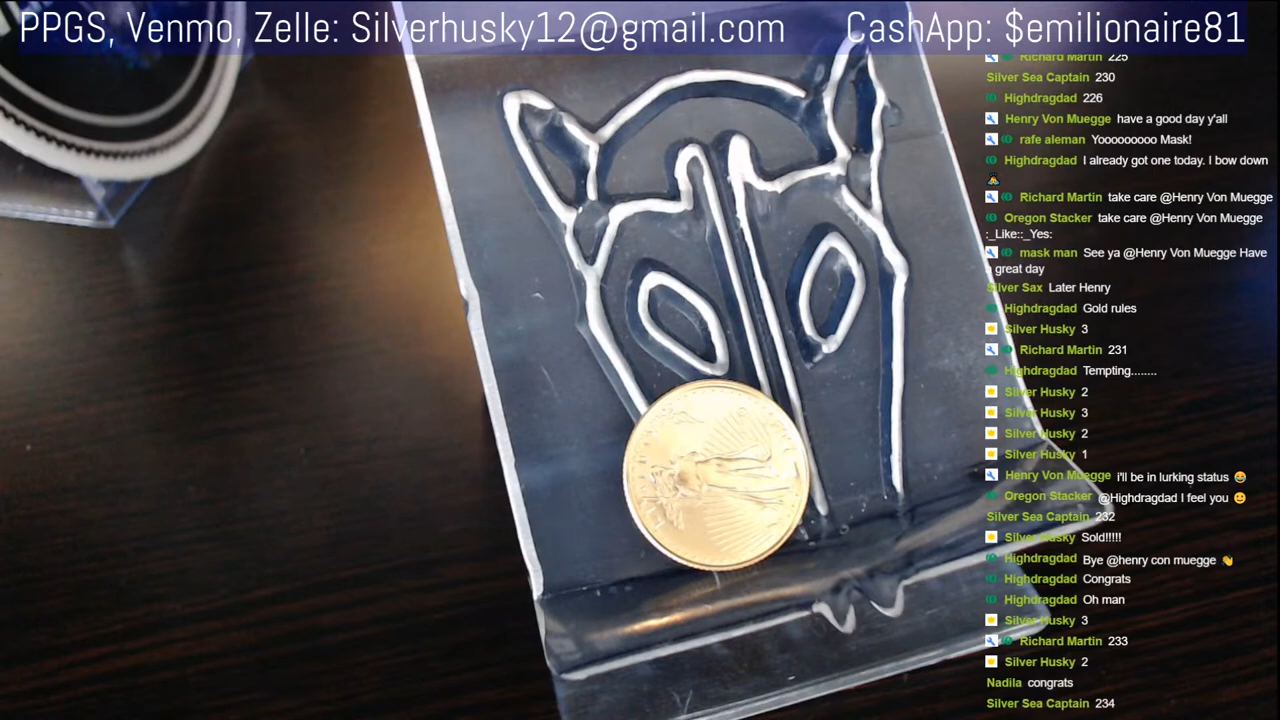 PPGS, Venmo, Zelle: Silverhusky12@gmail.com CashApp: $emilionaire81
Richard Martin 225
Silver Sea Captain 230
Highdragdad 226
Henry Von Muegge have a good day y'all
rafe aleman Yooooooooo Mask!
Highdragdad I already got one today. I bow down
🙇
Richard Martin take care @Henry Von Muegge
Oregon Stacker take care @Henry Von Muegge
:_Like::_Yes:
mask man See ya @Henry Von Muegge Have
a great day
Silver Sax Later Henry
Highdragdad Gold rules
Silver Husky 3
Richard Martin 231
Highdragdad Tempting........
Silver Husky 2
Silver Husky 3
Silver Husky 2
Silver Husky 1
Henry Von Muegge i'll be in lurking status 😂
Oregon Stacker @Highdragdad I feel you 🙂
Silver Sea Captain 232
Silver Husky Sold!!!!!
Highdragdad Bye @henry con muegge 👋
Highdragdad Congrats
Highdragdad Oh man
Silver Husky 3
Richard Martin 233
Silver Husky 2
Nadila congrats
Silver Sea Captain 234